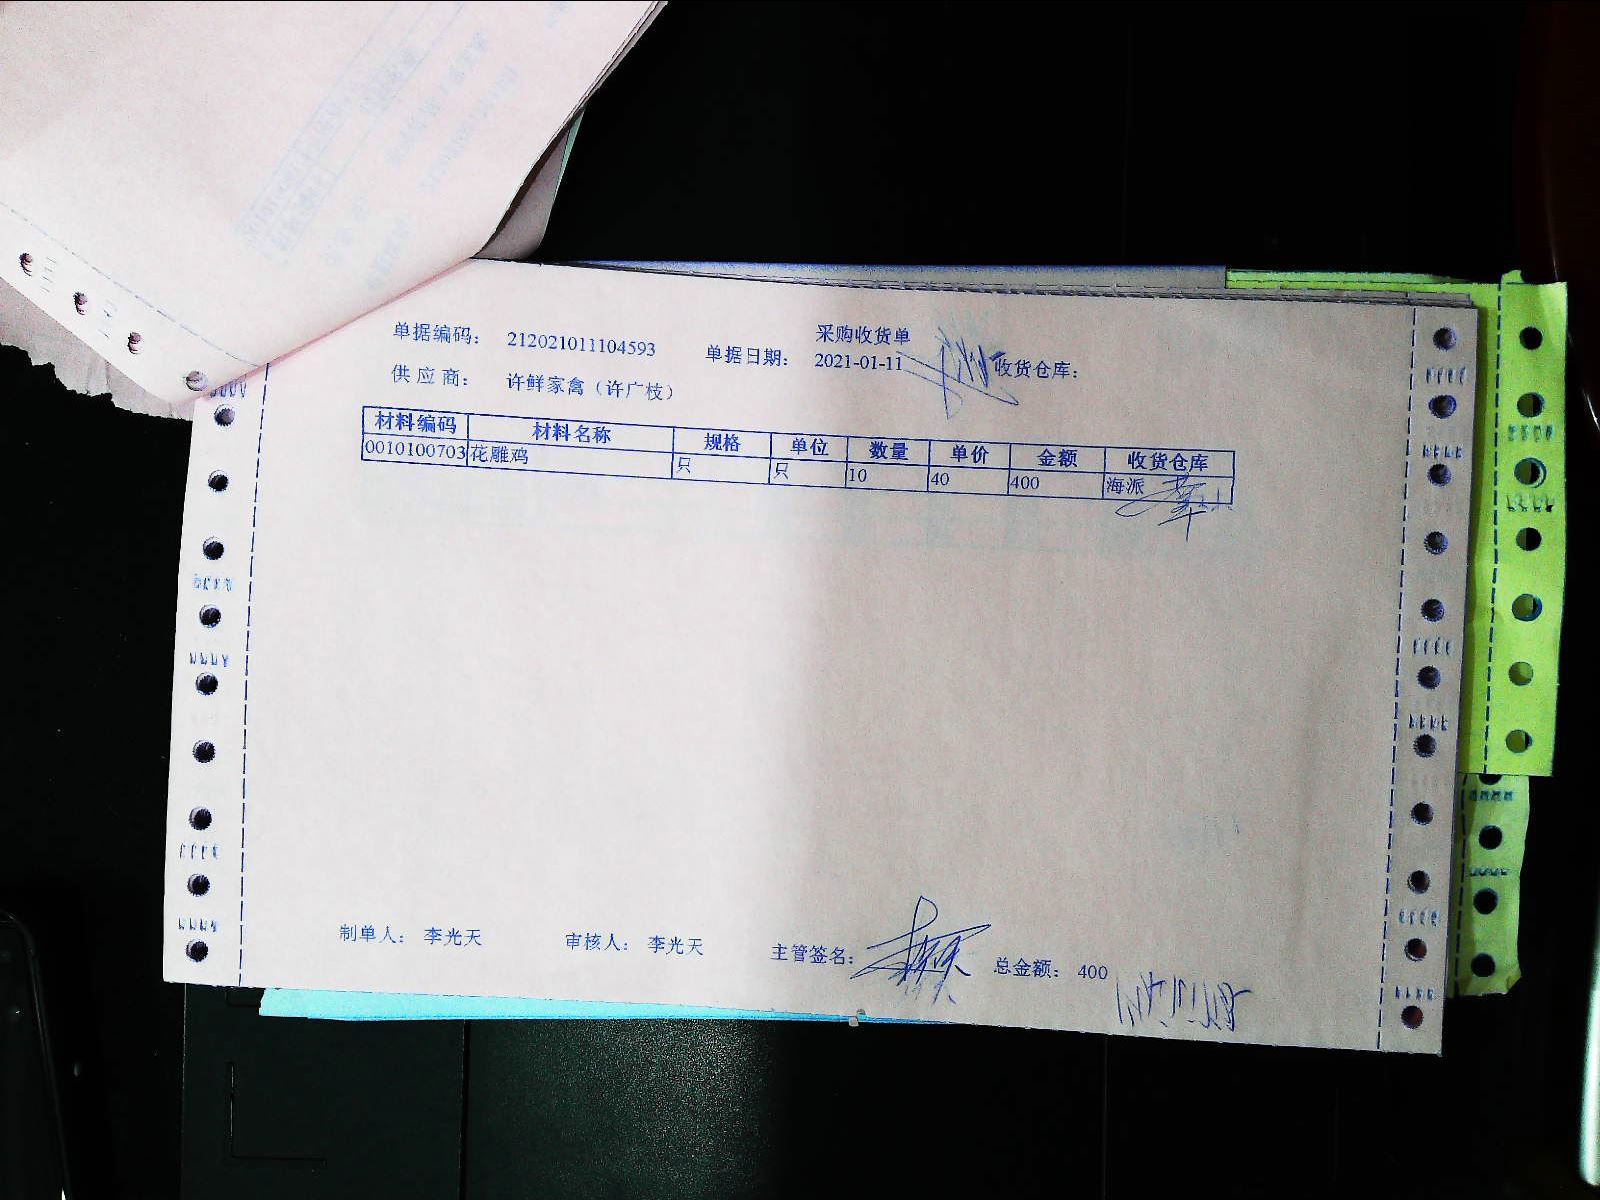 采购收货单
单据编码： 212021011104593 单据日期： 2021-01-11 收货仓库：
供 应 商： 许鲜家禽（许广枝）
材料编码 材料名称 规格 单位 数量 单价 金额 收货仓库
0010100703 花雕鸡 只 只 10 40 400 海派
制单人： 李光天 审核人： 李光天 主管签名： 总金额： 400